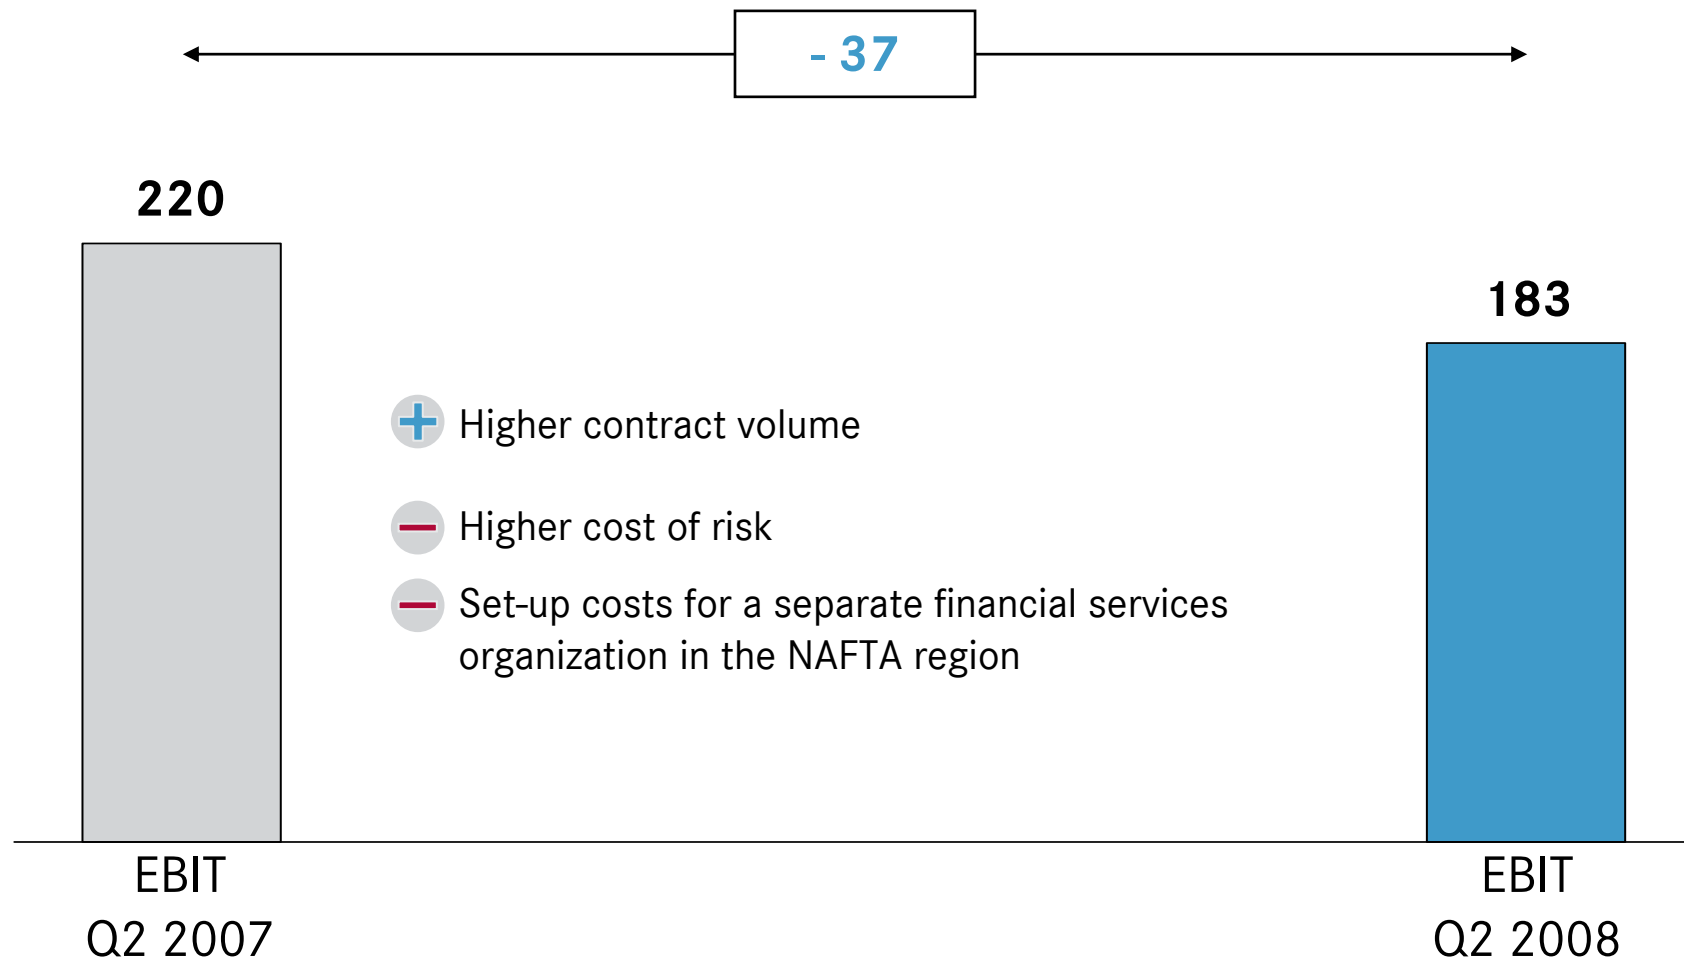 - 37
220
183
Higher contract volume
Higher cost of risk
Set-up costs for a separate financial services
organization in the NAFTA region
EBIT
Q2 2007
EBIT
Q2 2008